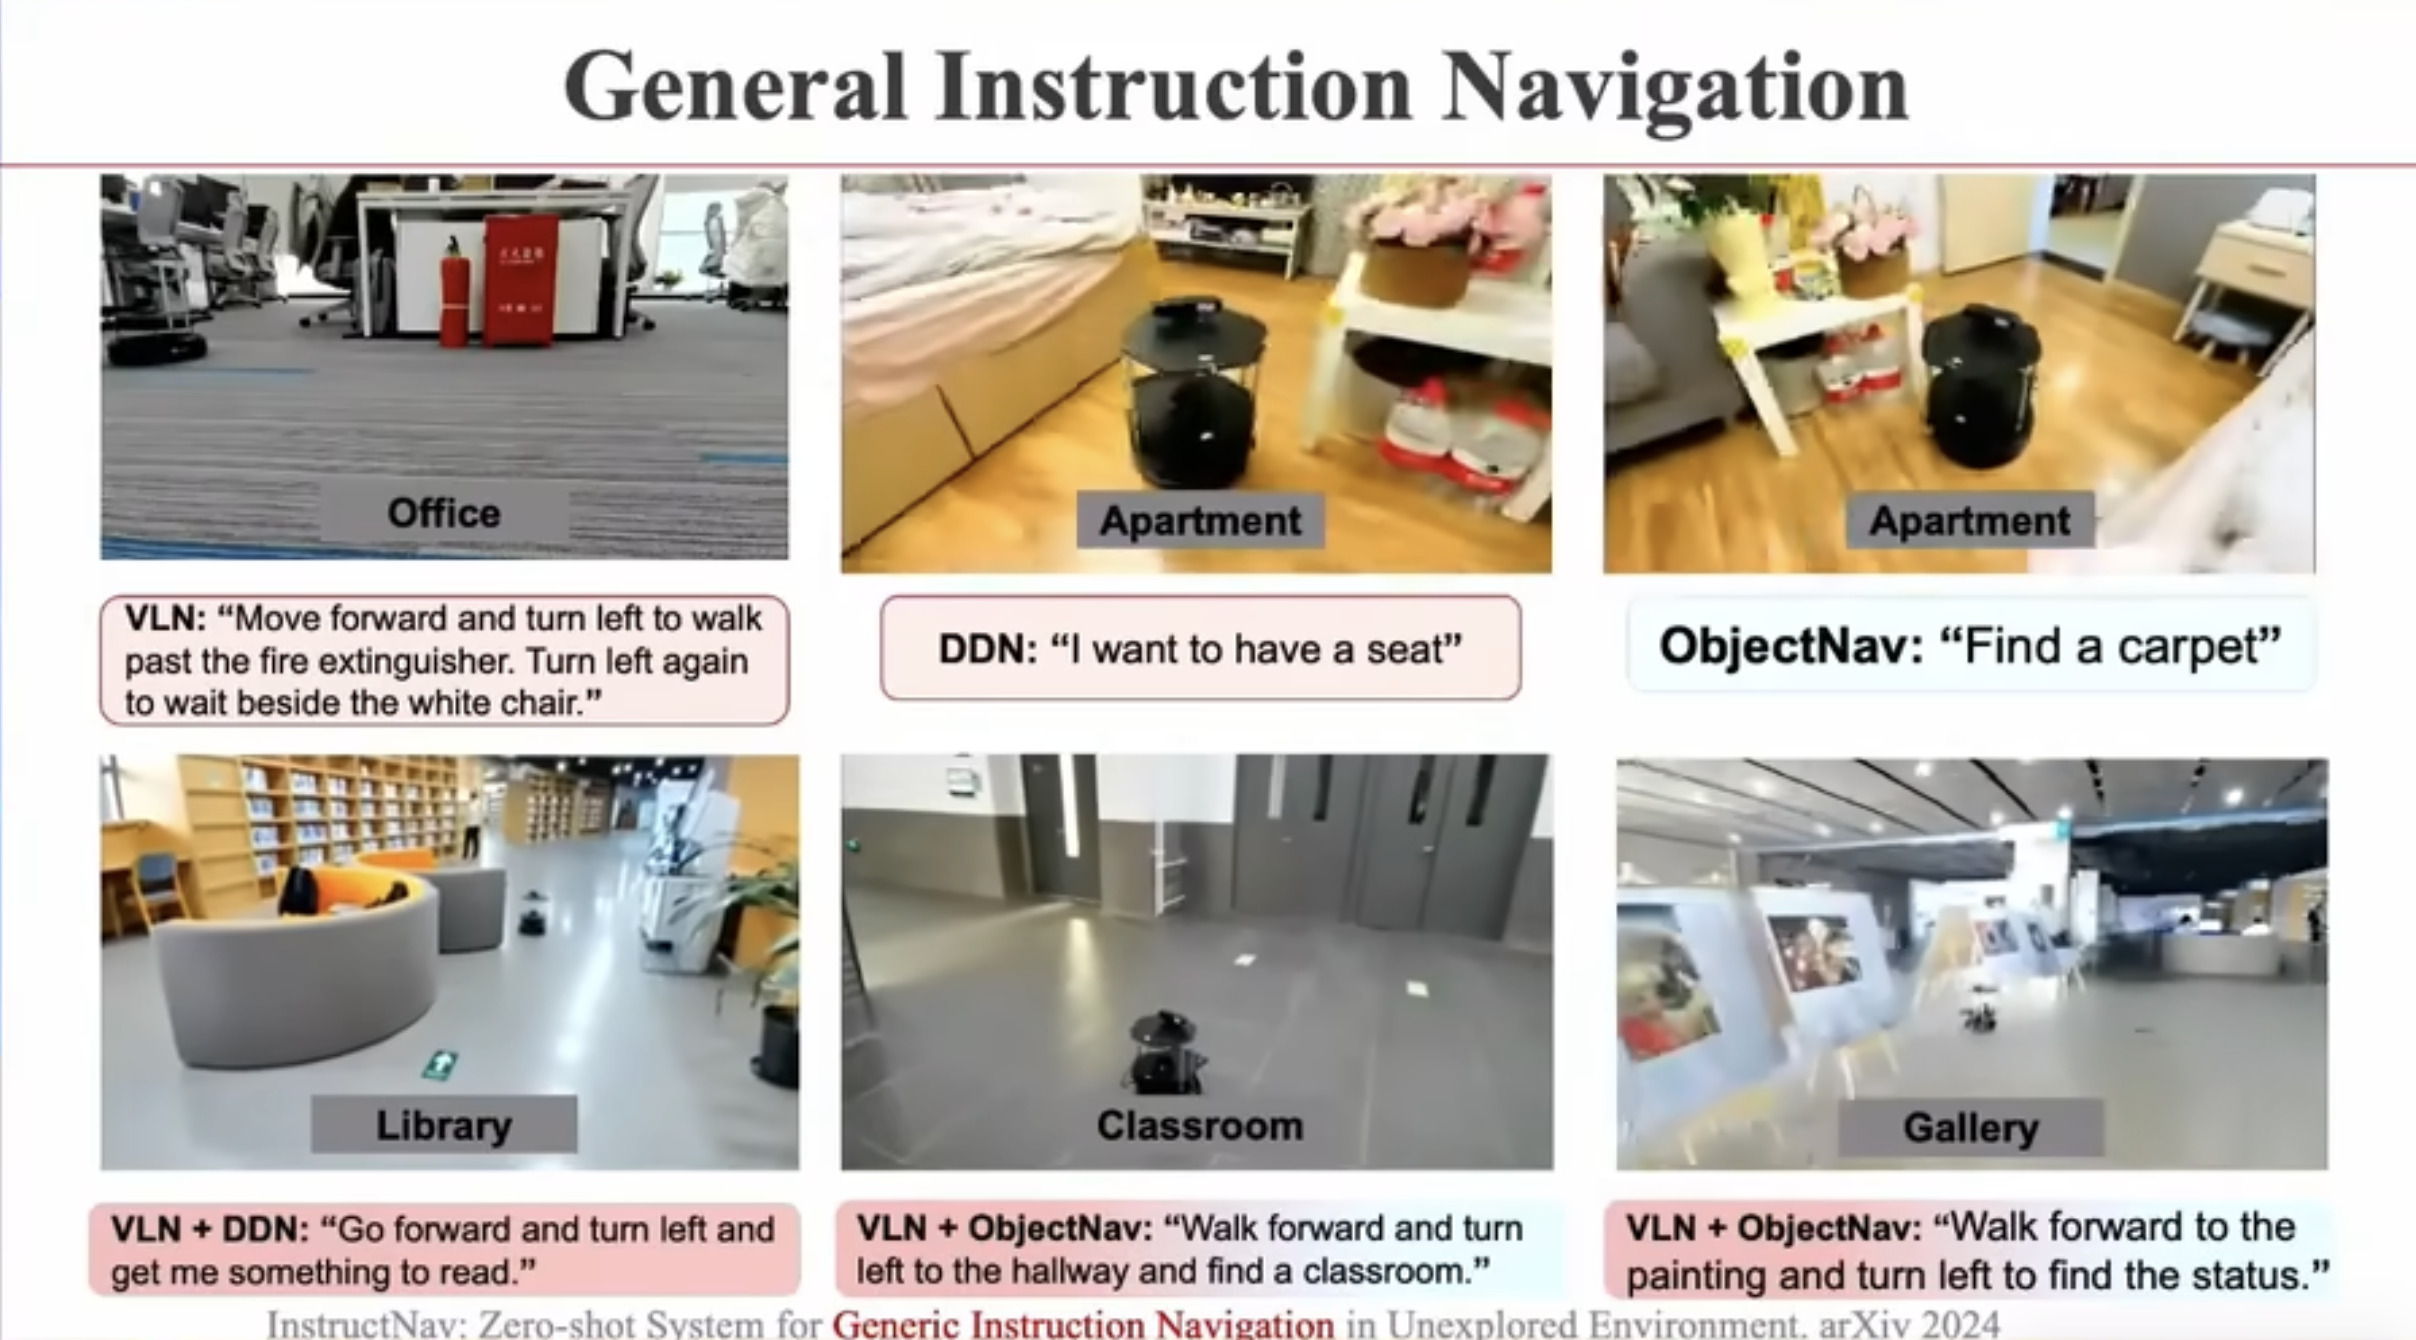 General Instruction Navigation
Office
Apartment
Apartment
VLN: “Move forward and turn left to walk
past the fire extinguisher. Turn left again
to wait beside the white chair.”
DDN: “I want to have a seat”
ObjectNav: “Find a carpet”
Library
Classroom
Gallery
VLN + DDN: “Go forward and turn left and
get me something to read.”
VLN + ObjectNav: “Walk forward and turn
left to the hallway and find a classroom.”
VLN + ObjectNav: “Walk forward to the
painting and turn left to find the status.”
InstructNav: Zero-shot System for Generic Instruction Navigation in Unexplored Environment. arXiv 2024